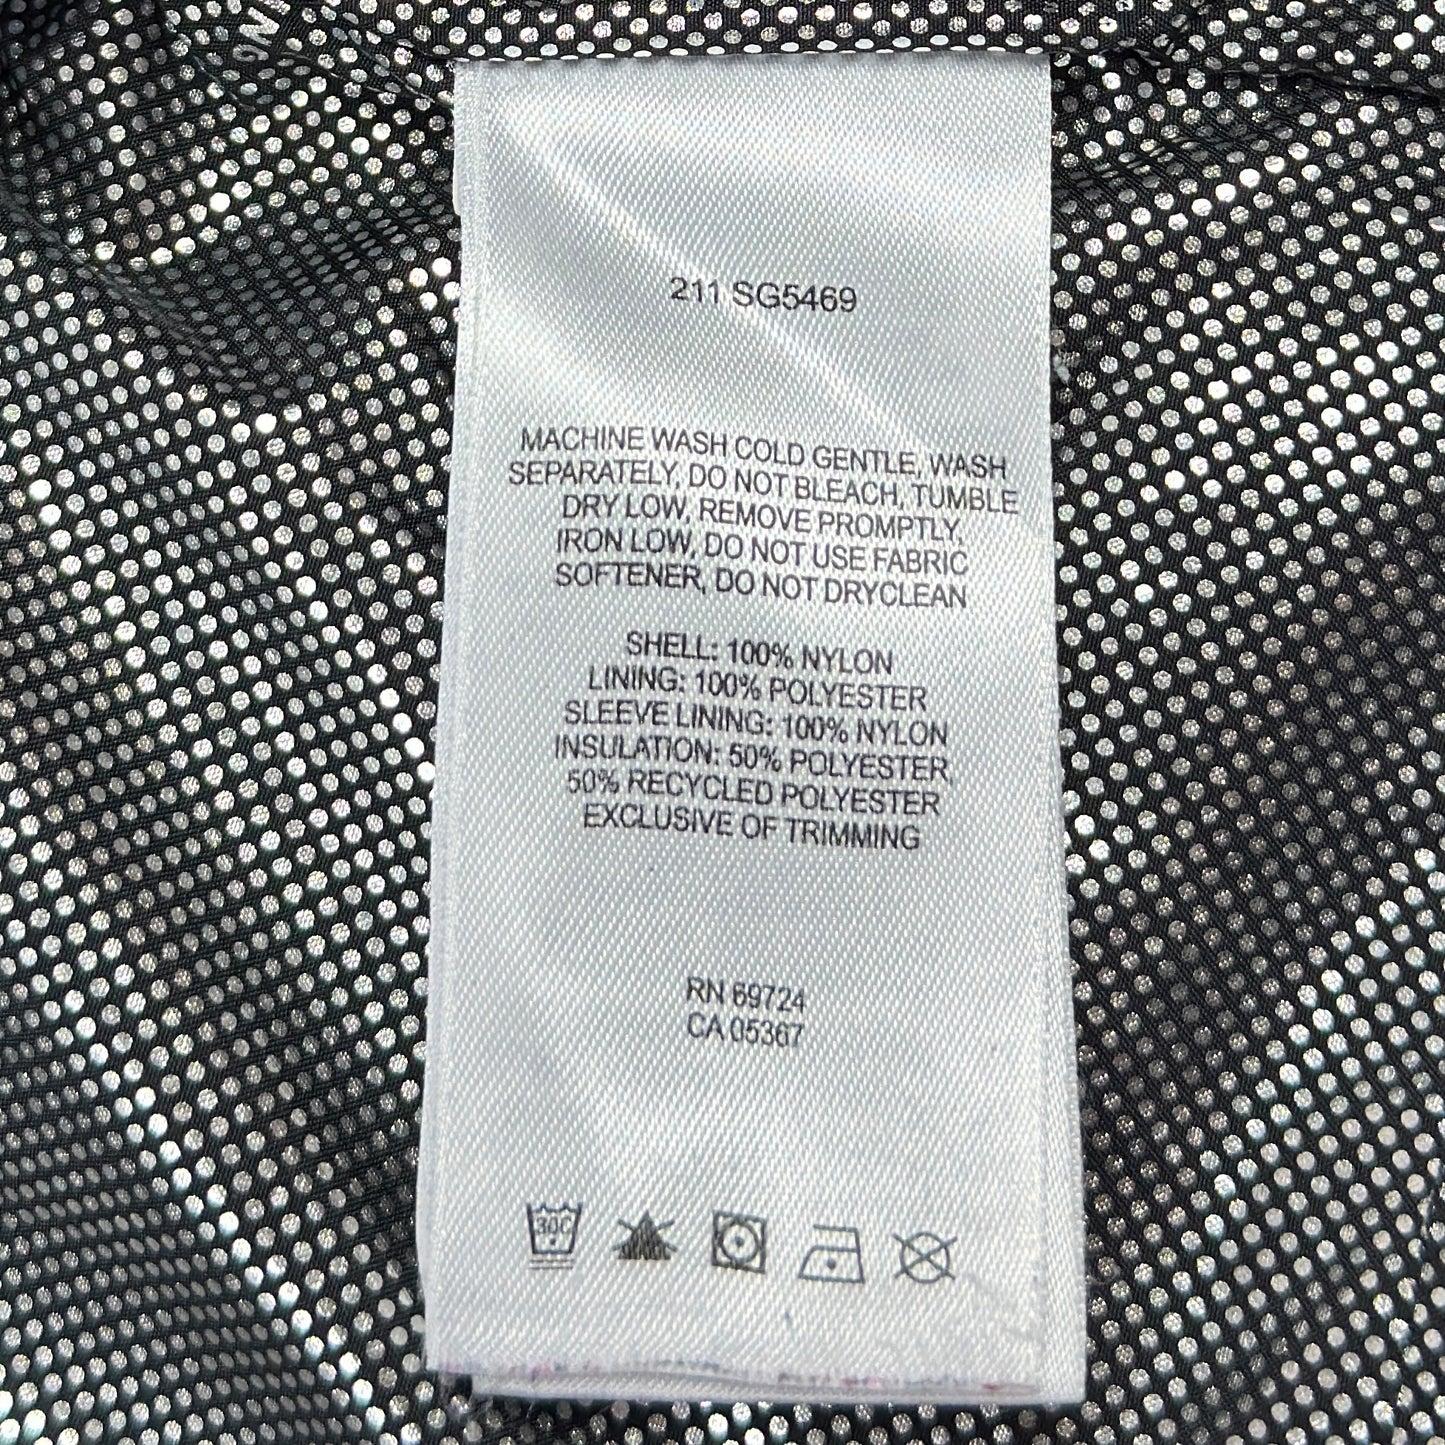 211 SG5469
MACHINE WASH COLD GENTLE, WASH
SEPARATELY, DO NOT BLEACH, TUMBLE
DRY LOW, REMOVE PROMPTLY,
IRON LOW, DO NOT USE FABRIC
SOFTENER, DO NOT DRYCLEAN
SHELL: 100% NYLON
LINING: 100% POLYESTER
SLEEVE LINING: 100% NYLON
INSULATION: 50% POLYESTER,
50% RECYCLED POLYESTER
EXCLUSIVE OF TRIMMING
RN 69724
CA 05367
30C